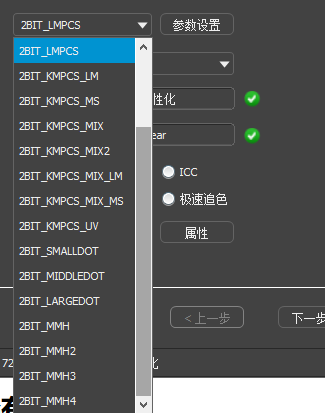 2BIT_LMPCS
参数设置
2BIT_LMPCS
2BIT_KMPCS_LM
2BIT_KMPCS_MS
性化
2BIT_KMPCS_MIX
ear
2BIT_KMPCS_MIX2
2BIT_KMPCS_MIX_LM
ICC
2BIT_KMPCS_MIX_MS
极速追色
2BIT_KMPCS_UV
属性
2BIT_SMALLDOT
2BIT_MIDDLEDOT
2BIT_LARGEDOT
<上一步
下一步
2BIT_MMH
2BIT_MMH2
72
化
2BIT_MMH3
2BIT_MMH4